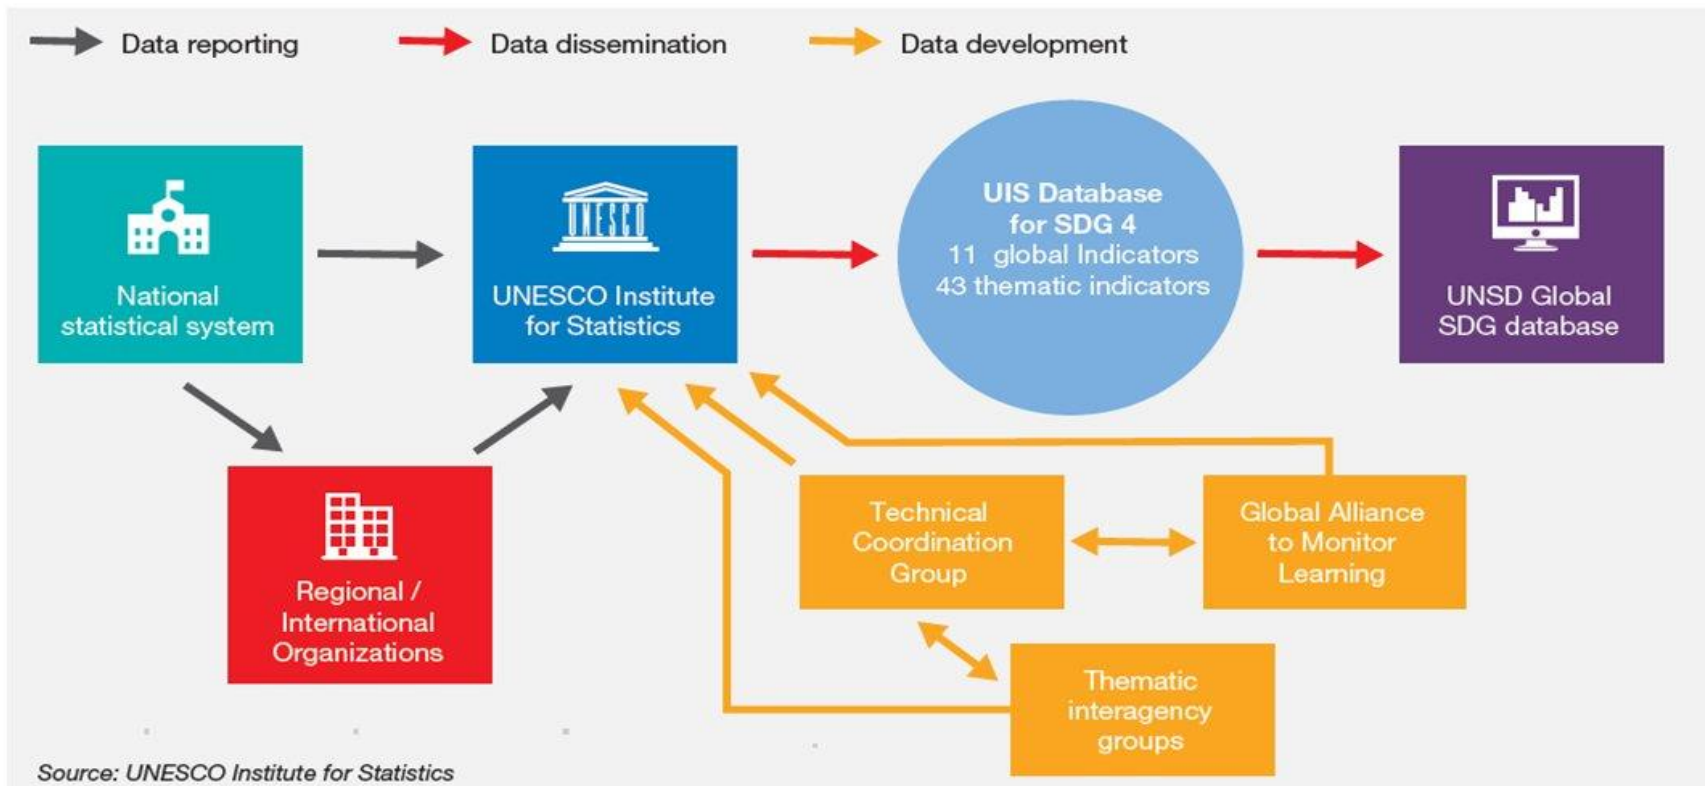 Data reporting
Data dissemination
Data development
National
statistical system
UNESCO
UNESCO Institute
for Statistics
UIS Database
for SDG 4
11 global Indicators
43 thematic indicators
UNSD Global
SDG database
Regional /
International
Organizations
Technical
Coordination
Group
Global Alliance
to Monitor
Learning
Thematic
interagency
groups
Source: UNESCO Institute for Statistics